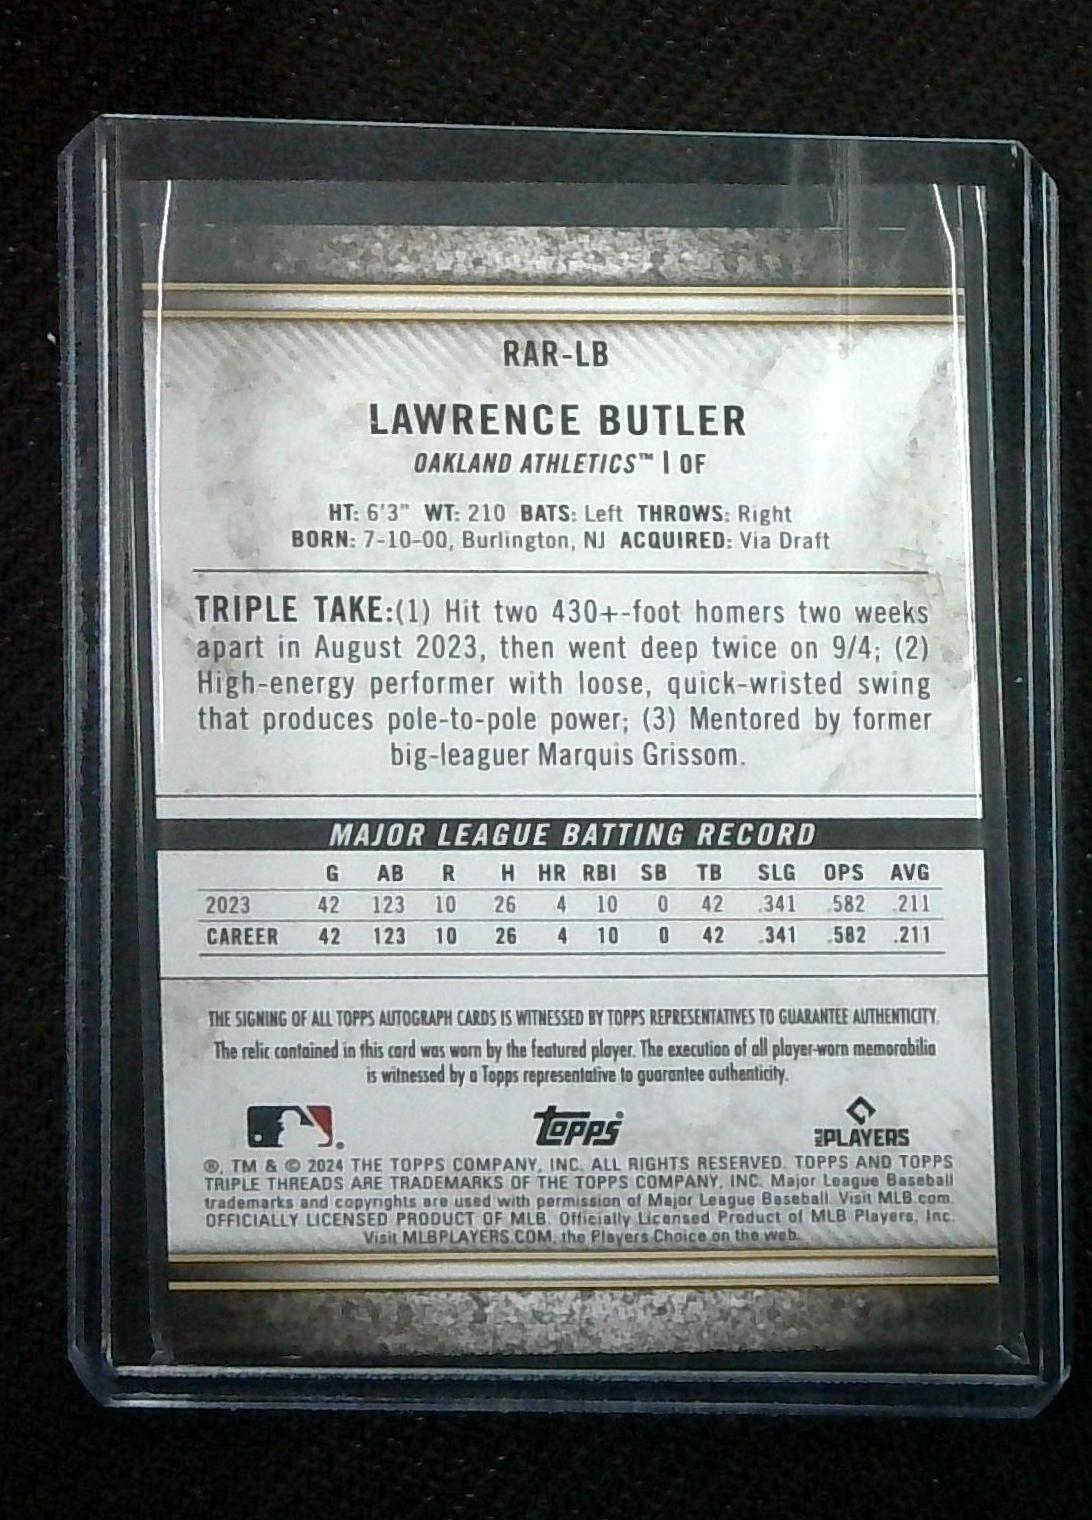 RAR-LB
LAWRENCE BUTLER
OAKLAND ATHLETICS™ | OF
HT: 6'3" WT: 210 BATS: Left THROWS: Right
BORN: 7-10-00, Burlington, NJ ACQUIRED: Via Draft
TRIPLE TAKE:(1) Hit two 430+-foot homers two weeks
apart in August 2023, then went deep twice on 9/4; (2)
High-energy performer with loose, quick-wristed swing
that produces pole-to-pole power; (3) Mentored by former
big-leaguer Marquis Grissom.
MAJOR LEAGUE BATTING RECORD
G AB R H HR RBI SB TB SLG OPS AVG
2023 42 123 10 26 4 10 0 42 .341 .582 .211
CAREER 42 123 10 26 4 10 0 42 .341 .582 .211
THE SIGNING OF ALL TOPPS AUTOGRAPH CARDS IS WITNESSED BY TOPPS REPRESENTATIVES TO GUARANTEE AUTHENTICITY.
The relic contained in this card was worn by the featured player. The execution of all player-worn memorabilia
is witnessed by a Topps representative to guarantee authenticity.
® Topps MLB PLAYERS
®, TM & © 2024 THE TOPPS COMPANY, INC. ALL RIGHTS RESERVED. TOPPS AND TOPPS
TRIPLE THREADS ARE TRADEMARKS OF THE TOPPS COMPANY, INC. Major League Baseball
trademarks and copyrights are used with permission of Major League Baseball. Visit MLB.com.
OFFICIALLY LICENSED PRODUCT OF MLB. Officially Licensed Product of MLB Players, Inc.
Visit MLBPLAYERS.COM, the Players Choice on the web.